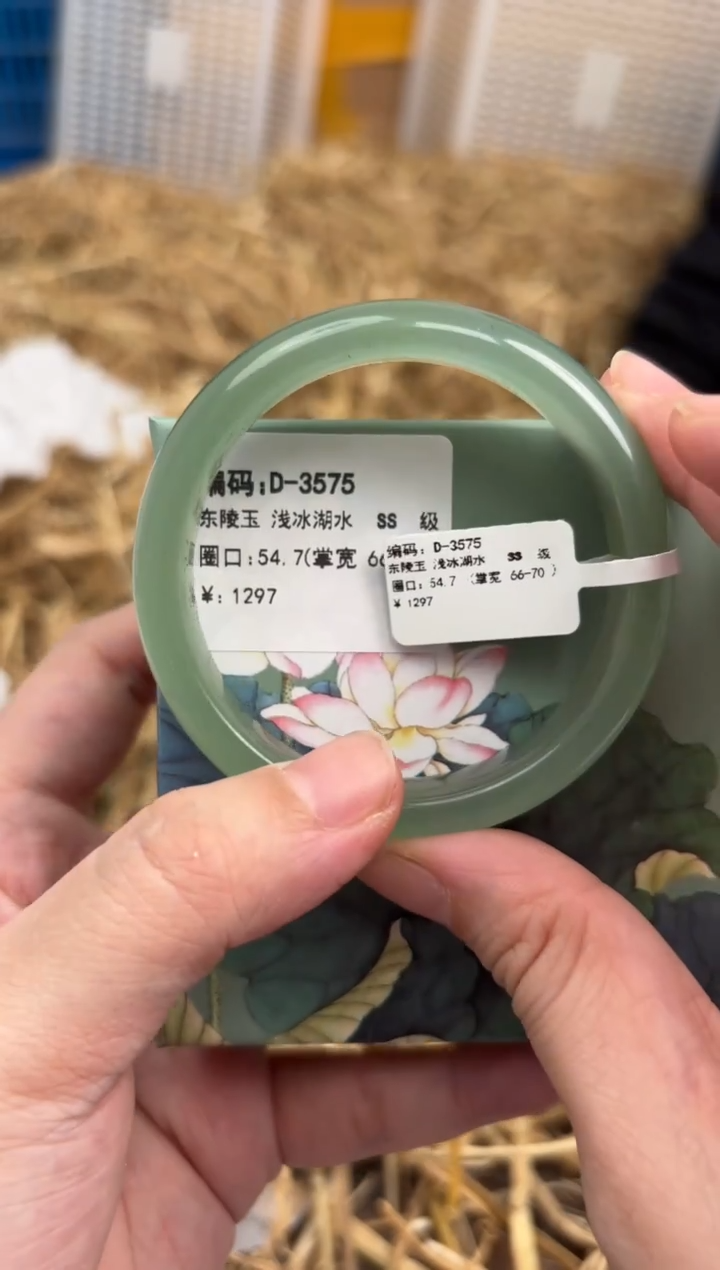 编码:D-3575
东陵玉 浅冰湖水 SS 级
圈口:54.7(掌宽 66
¥: 1297
编码: D-3575
东陵玉 浅冰湖水 SS 级
圈口: 54.7 (掌宽 66-70 )
¥ 1297